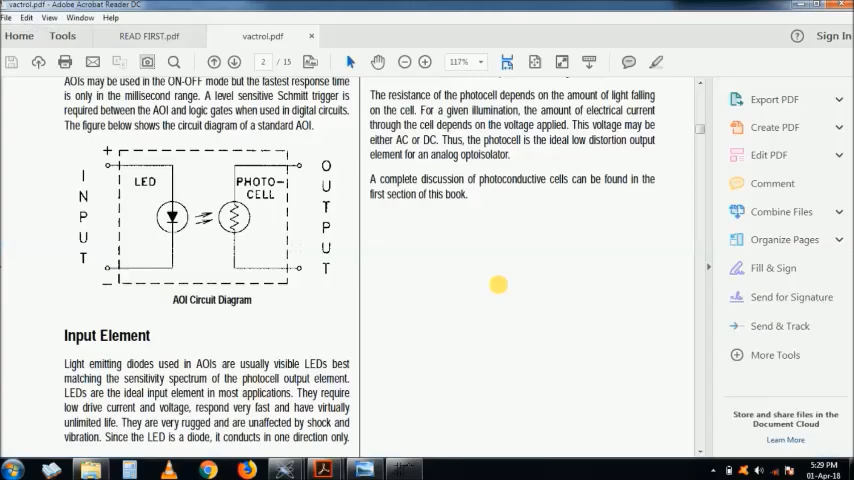 vactrol.pdf - Adobe Acrobat Reader DC
File Edit View Window Help
Home Tools READ FIRST.pdf vactrol.pdf × Sign In
2 / 15 117%
AOIs may be used in the ON-OFF mode but the fastest response time
is only in the millisecond range. A level sensitive Schmitt trigger is
required between the AOI and logic gates when used in digital circuits.
The figure below shows the circuit diagram of a standard AOI.
+
INPUT
LED
PHOTO-
CELL
OUTPUT
−
AOI Circuit Diagram
Input Element
Light emitting diodes used in AOIs are usually visible LEDs best
matching the sensitivity spectrum of the photocell output element.
LEDs are the ideal input element in most applications. They require
low drive current and voltage, respond very fast and have virtually
unlimited life. They are very rugged and are unaffected by shock and
vibration. Since the LED is a diode, it conducts in one direction only.
The resistance of the photocell depends on the amount of light falling
on the cell. For a given illumination, the amount of electrical current
through the cell depends on the voltage applied. This voltage may be
either AC or DC. Thus, the photocell is the ideal low distortion output
element for an analog optoisolator.
A complete discussion of photoconductive cells can be found in the
first section of this book.
Export PDF
Create PDF
Edit PDF
Comment
Combine Files
Organize Pages
Fill & Sign
Send for Signature
Send & Track
More Tools
Store and share files in the
Document Cloud
Learn More
5:29 PM
01-Apr-18